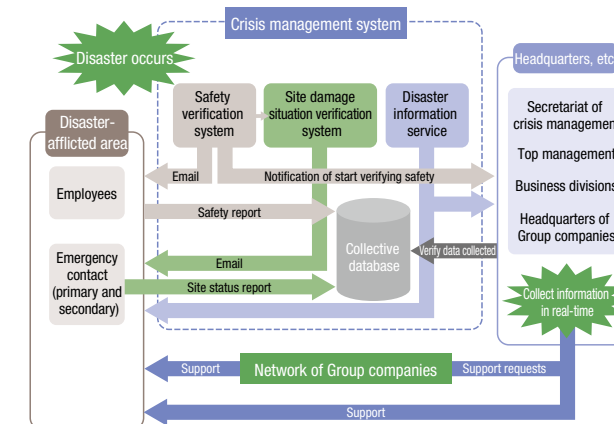 Crisis management system
Disaster occurs
Headquarters, etc.
Safety
verification
system
Site damage
situation verification
system
Disaster
information
service
Disaster-
afflicted area
Secretariat of
crisis management
Top management
Business divisions
Headquarters of
Group companies
Email
Notification of start verifying safety
Employees
Safety report
Collective
database
Verify data collected
Emergency
contact
(primary and
secondary)
Email
Site status report
Collect information
in real-time
Support
Network of Group companies
Support requests
Support